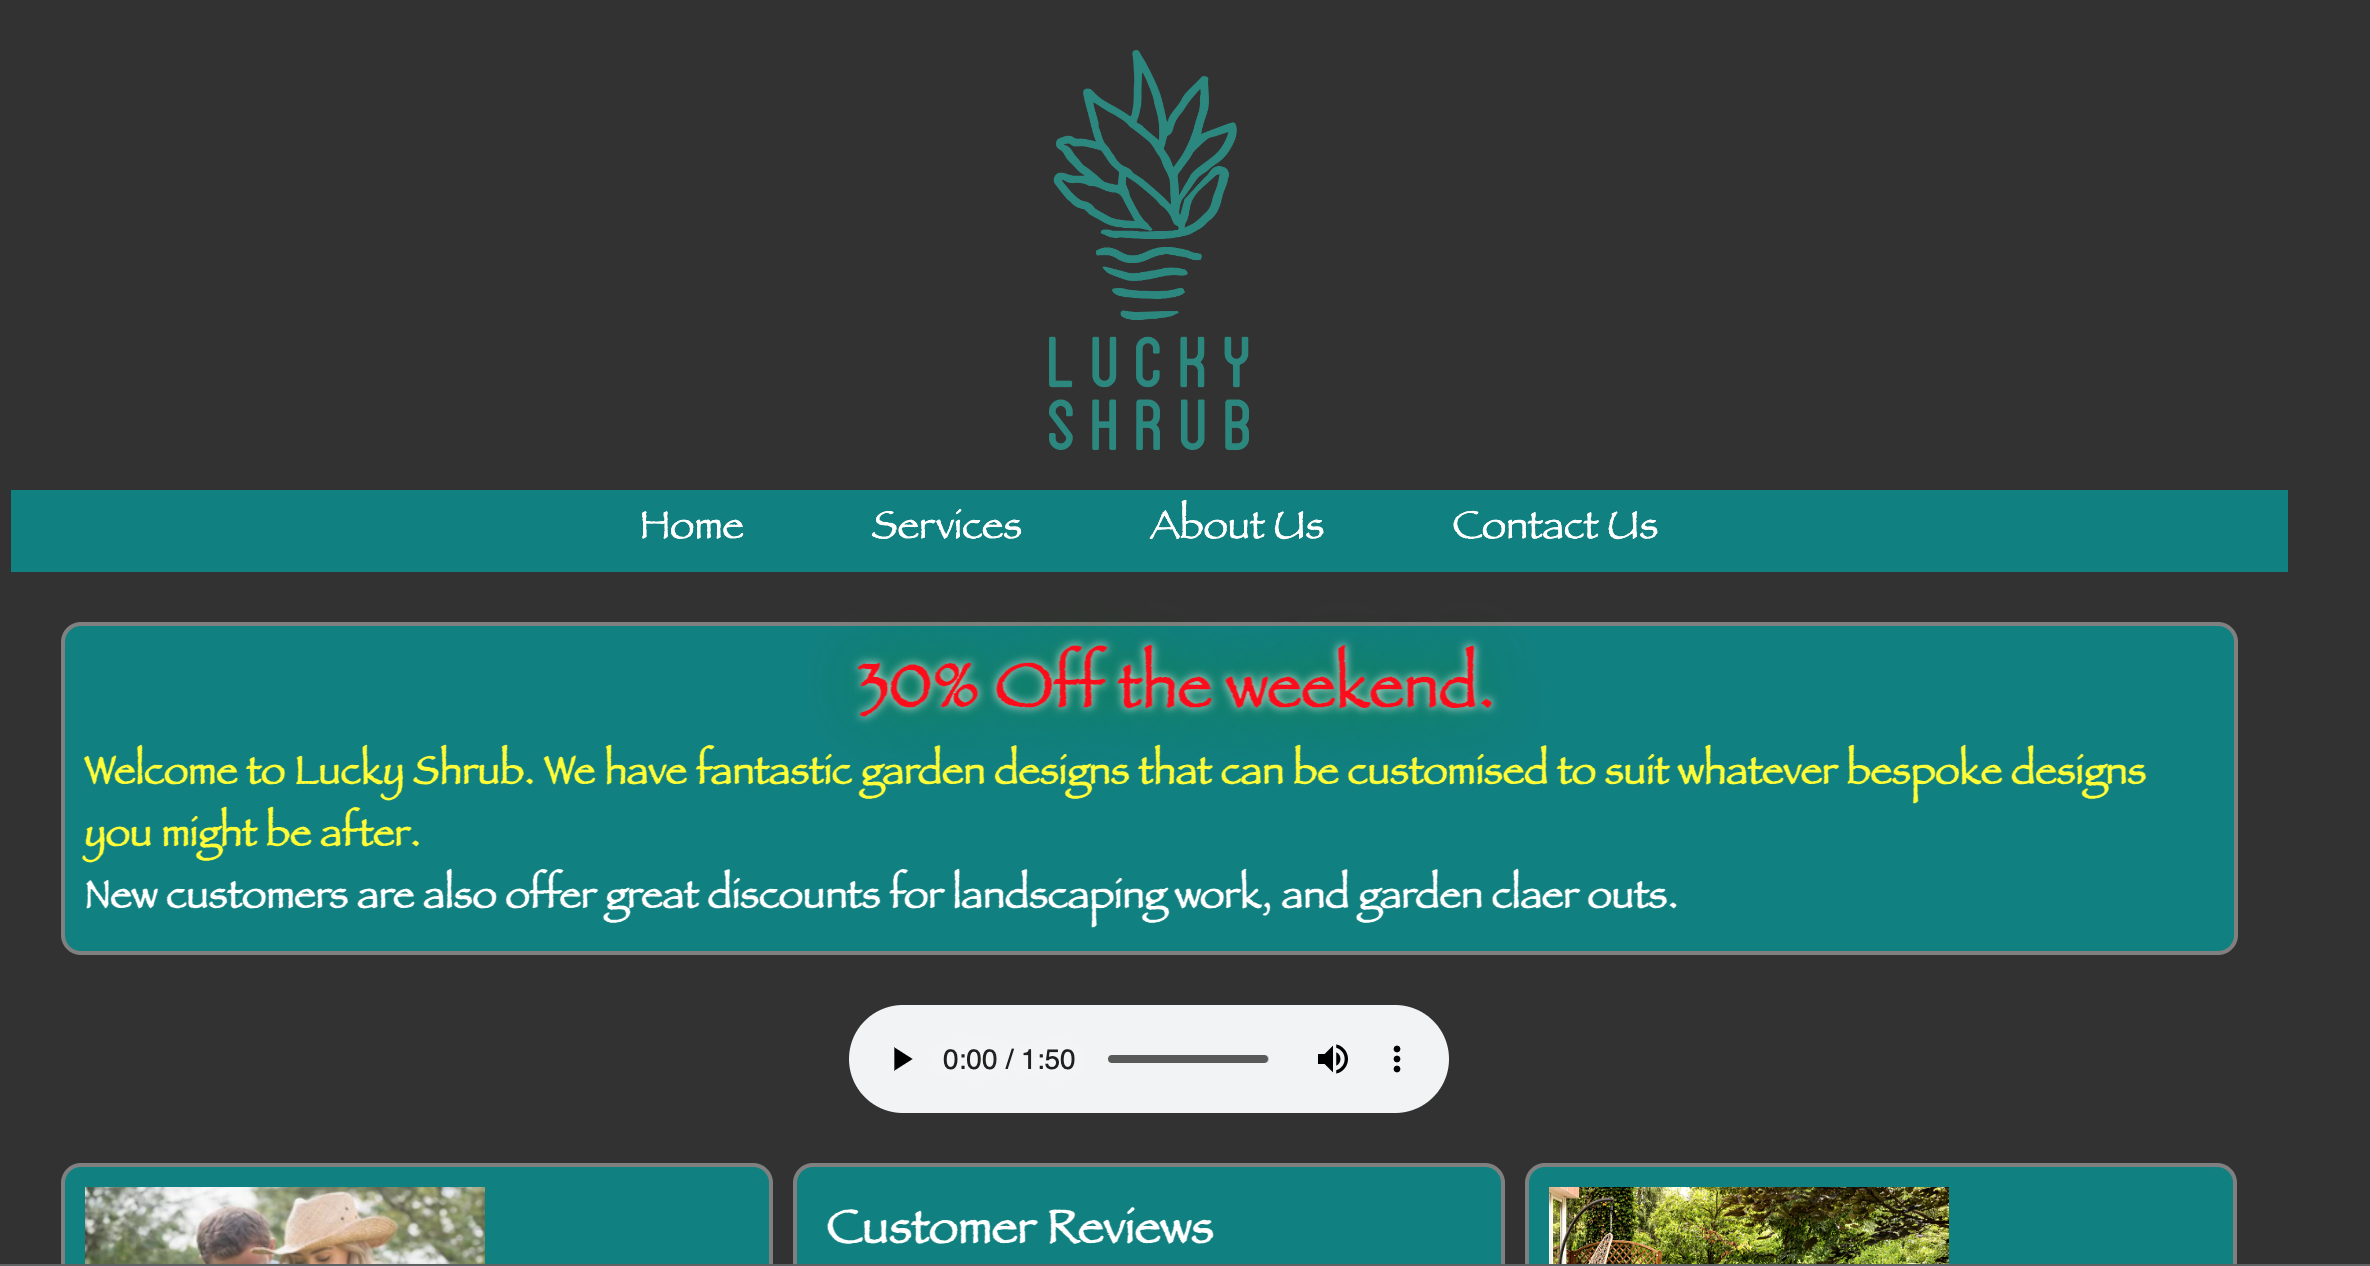 LUCKY
SHRUB
Home Services About Us Contact Us
30% Off the weekend.
Welcome to Lucky Shrub. We have fantastic garden designs that can be customised to suit whatever bespoke designs
you might be after.
New customers are also offer great discounts for landscaping work, and garden claer outs.
0:00 / 1:50
Customer Reviews